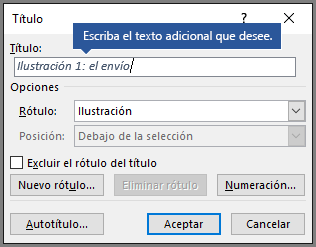 Título
Escriba el texto adicional que desee.
Título:
Ilustración 1: el envío
Opciones
Rótulo: Ilustración
Posición: Debajo de la selección
Excluir el rótulo del título
Nuevo rótulo... Eliminar rótulo Numeración...
Autotítulo... Aceptar Cancelar